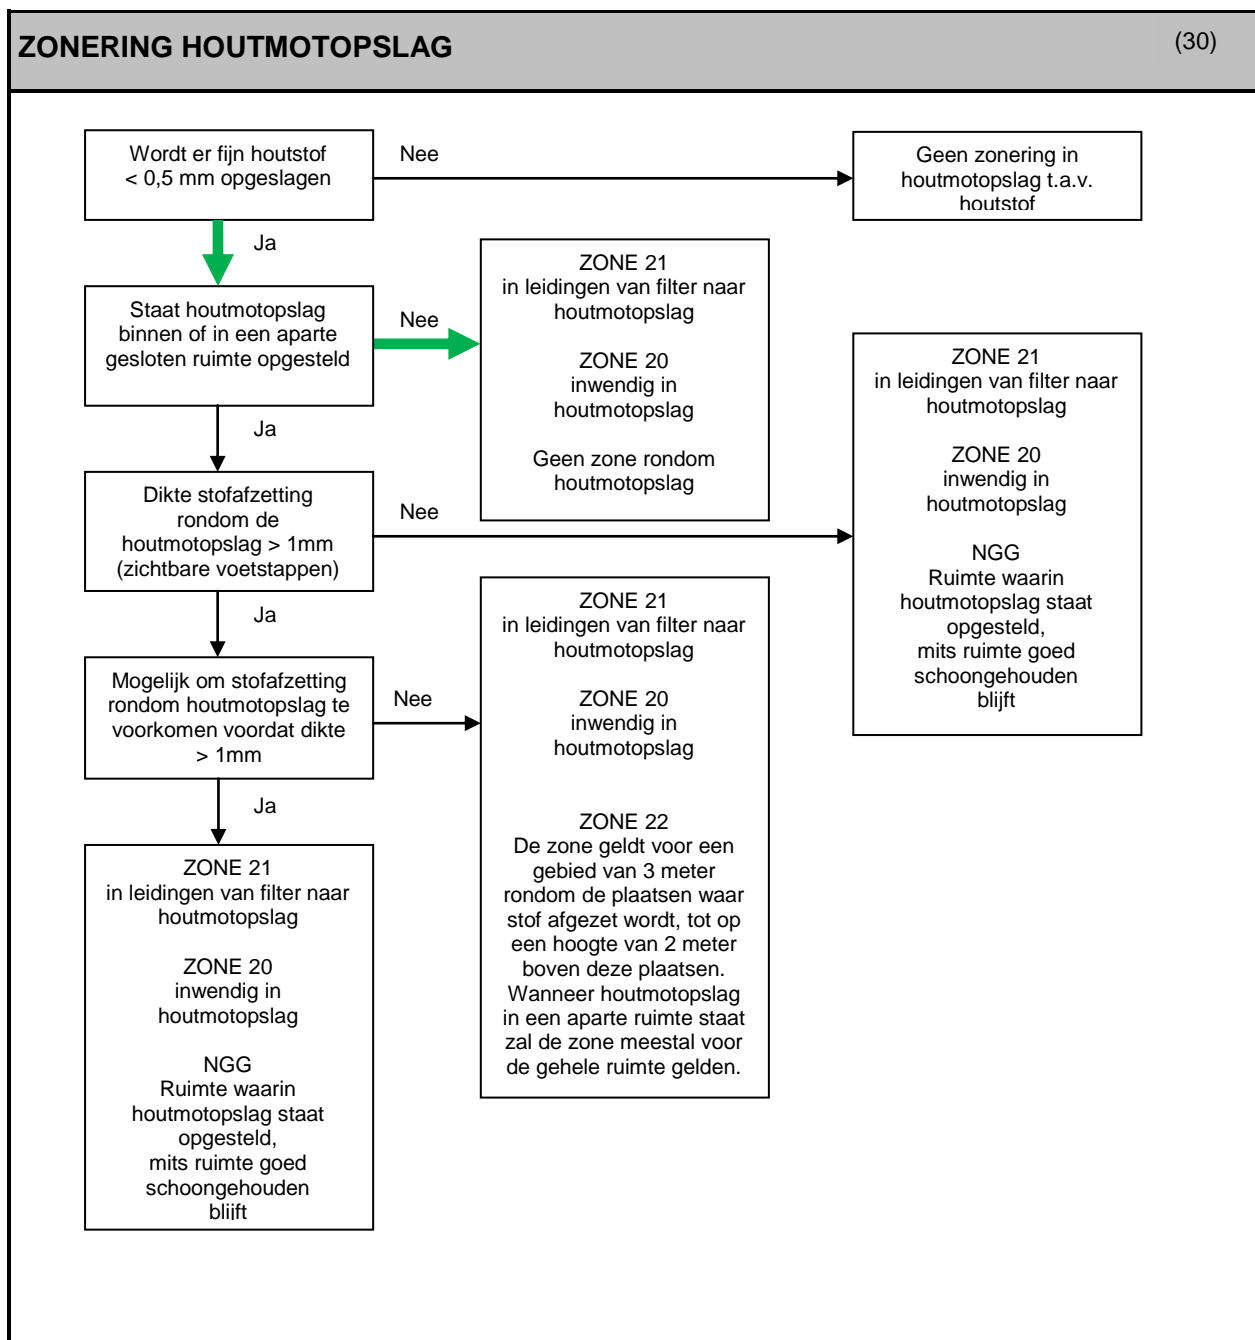 ZONERING HOUTMOTOPSLAG
(30)
Wordt er fijn houtstof
< 0,5 mm opgeslagen
Nee
Geen zonering in
houtmotopslag t.a.v.
houtstof
Ja
Staat houtmotopslag
binnen of in een aparte
gesloten ruimte opgesteld
Nee
ZONE 21
in leidingen van filter naar
houtmotopslag
ZONE 20
inwendig in
houtmotopslag
Geen zone rondom
houtmotopslag
Ja
Dikte stofafzetting
rondom de
houtmotopslag > 1mm
(zichtbare voetstappen)
Nee
ZONE 21
in leidingen van filter naar
houtmotopslag
ZONE 20
inwendig in
houtmotopslag
NGG
Ruimte waarin
houtmotopslag staat
opgesteld,
mits ruimte goed
schoongehouden
blijft
Ja
Mogelijk om stofafzetting
rondom houtmotopslag te
voorkomen voordat dikte
> 1mm
Nee
ZONE 21
in leidingen van filter naar
houtmotopslag
ZONE 20
inwendig in
houtmotopslag
ZONE 22
De zone geldt voor een
gebied van 3 meter
rondom de plaatsen waar
stof afgezet wordt, tot op
een hoogte van 2 meter
boven deze plaatsen.
Wanneer houtmotopslag
in een aparte ruimte staat
zal de zone meestal voor
de gehele ruimte gelden.
Ja
ZONE 21
in leidingen van filter naar
houtmotopslag
ZONE 20
inwendig in
houtmotopslag
NGG
Ruimte waarin
houtmotopslag staat
opgesteld,
mits ruimte goed
schoongehouden
blijft